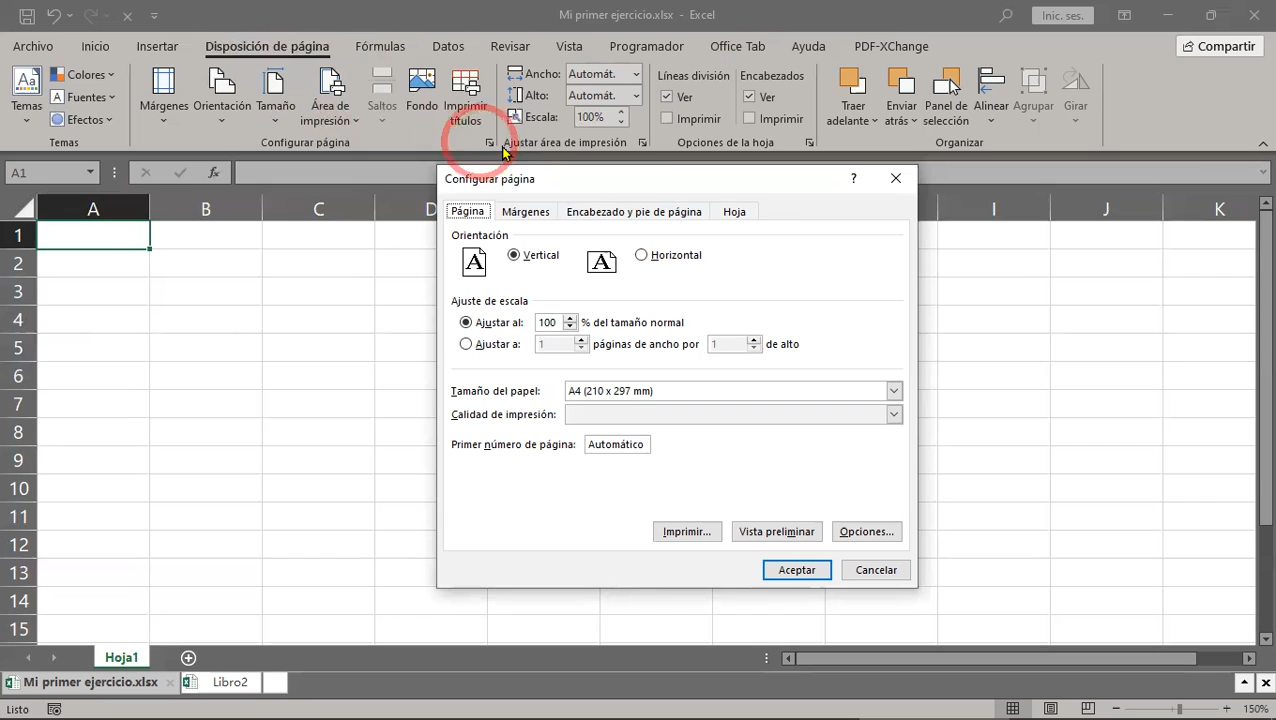 Mi primer ejercicio.xlsx - Excel
Inic. ses.
Archivo Inicio Insertar Disposición de página Fórmulas Datos Revisar Vista Programador Office Tab Ayuda PDF-XChange Compartir
Aa
Temas
Colores
Fuentes
Efectos
Temas
Márgenes
Orientación
Tamaño
Área de
impresión
Saltos
Fondo
Imprimir
títulos
Configurar página
Ancho: Automát.
Alto: Automát.
Escala: 100%
Ajustar área de impresión
Líneas división Encabezados
Ver Ver
Imprimir Imprimir
Opciones de la hoja
Traer
adelante
Enviar
atrás
Panel de
selección
Alinear
Agrupar
Girar
Organizar
A1
fx
Configurar página
?
Página Márgenes Encabezado y pie de página Hoja
Orientación
A Vertical A Horizontal
Ajuste de escala
Ajustar al: 100 % del tamaño normal
Ajustar a: 1 páginas de ancho por 1 de alto
Tamaño del papel: A4 (210 x 297 mm)
Calidad de impresión:
Primer número de página: Automático
Imprimir... Vista preliminar Opciones...
Aceptar Cancelar
A B C D I J K
1
2
3
4
5
6
7
8
9
10
11
12
13
14
15
Hoja1
Mi primer ejercicio.xlsx
Libro2
Listo
150%